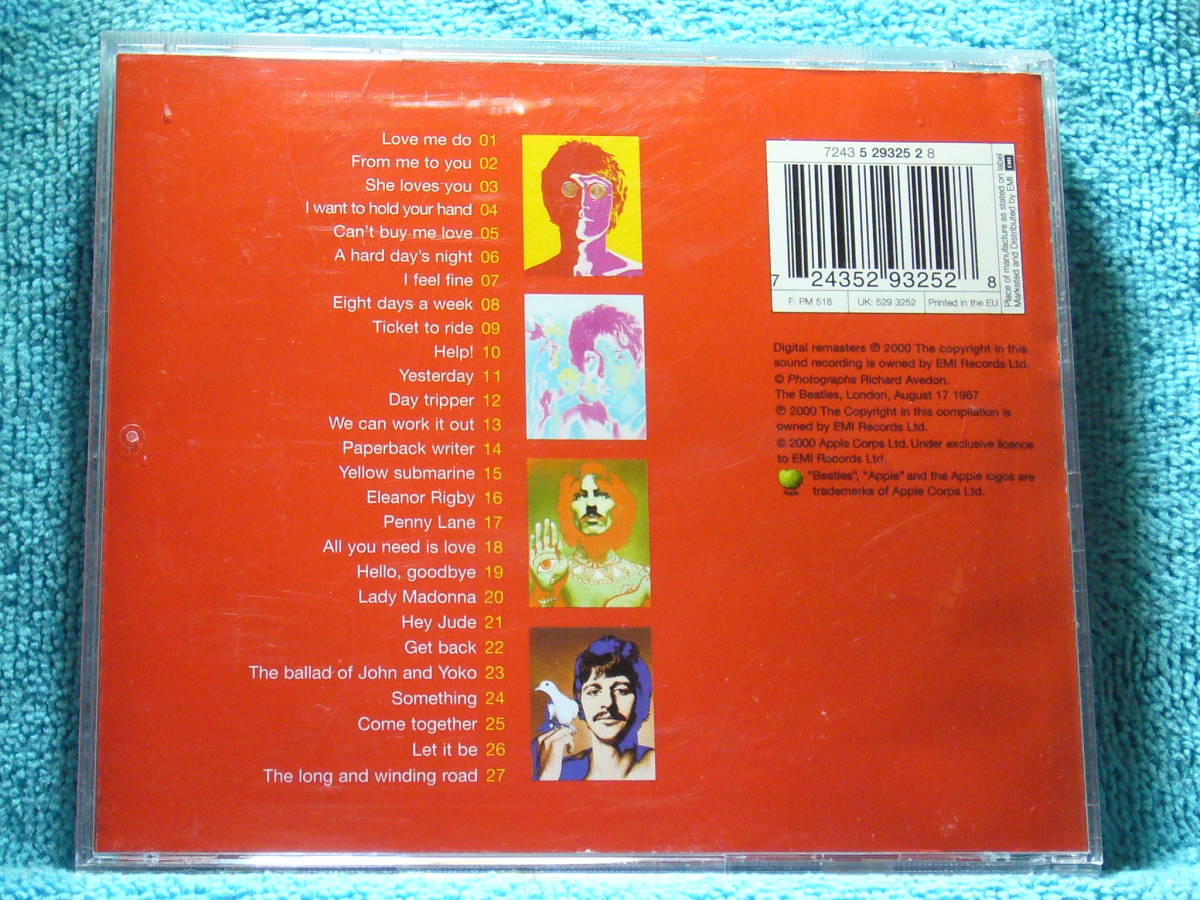 Love me do 01
From me to you 02
She loves you 03
I want to hold your hand 04
Can't buy me love 05
A hard day's night 06
I feel fine 07
Eight days a week 08
Ticket to ride 09
Help! 10
Yesterday 11
Day tripper 12
We can work it out 13
Paperback writer 14
Yellow submarine 15
Eleanor Rigby 16
Penny Lane 17
All you need is love 18
Hello, goodbye 19
Lady Madonna 20
Hey Jude 21
Get back 22
The ballad of John and Yoko 23
Something 24
Come together 25
Let it be 26
The long and winding road 27
7243 5 29325 2 8
7 24352 93252 8
F: PM 518
UK: 529 3252
Printed in the EU
Place of manufacture as stated on label
Marketed and Distributed by EMI
EMI
Digital remasters ℗ 2000 The copyright in this
sound recording is owned by EMI Records Ltd.
© Photographs Richard Avedon.
The Beatles, London, August 17 1967
℗ 2000 The Copyright in this compilation is
owned by EMI Records Ltd.
© 2000 Apple Corps Ltd. Under exclusive licence
to EMI Records Ltd.
"Beatles", "Apple" and the Apple logos are
trademarks of Apple Corps Ltd.
Apple